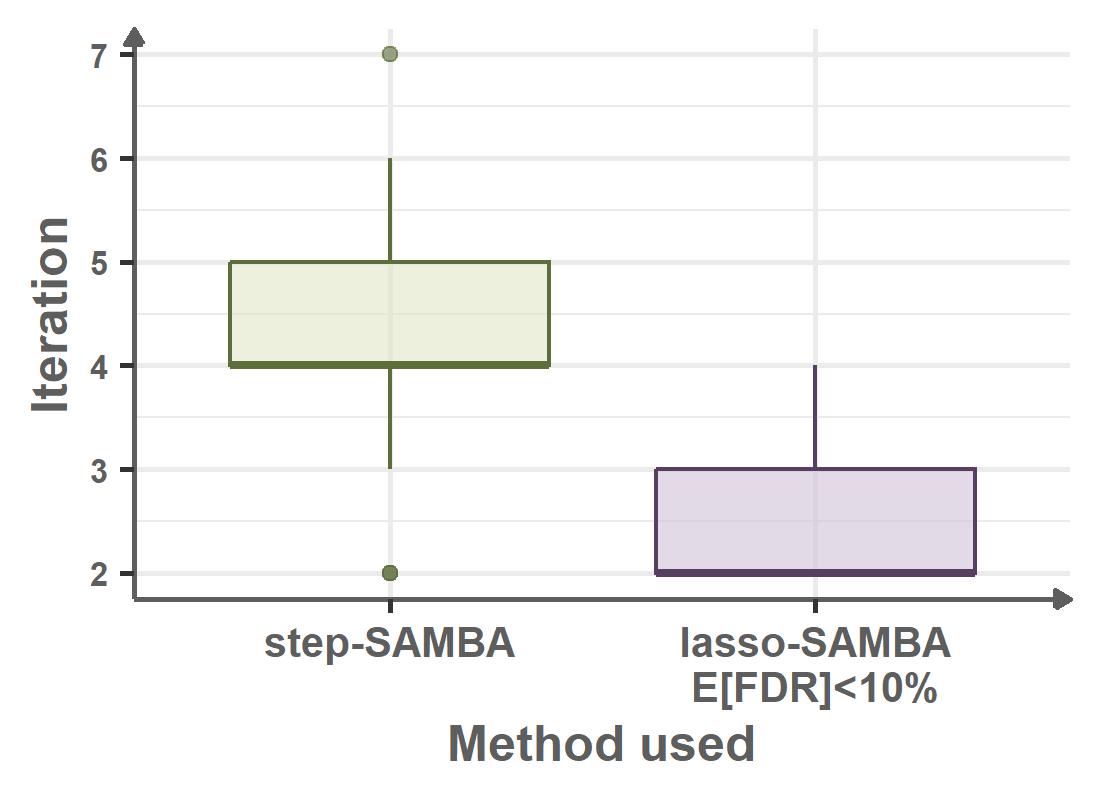 7
6
5
4
3
2
Iteration
step-SAMBA
lasso-SAMBA
E[FDR]<10%
Method used